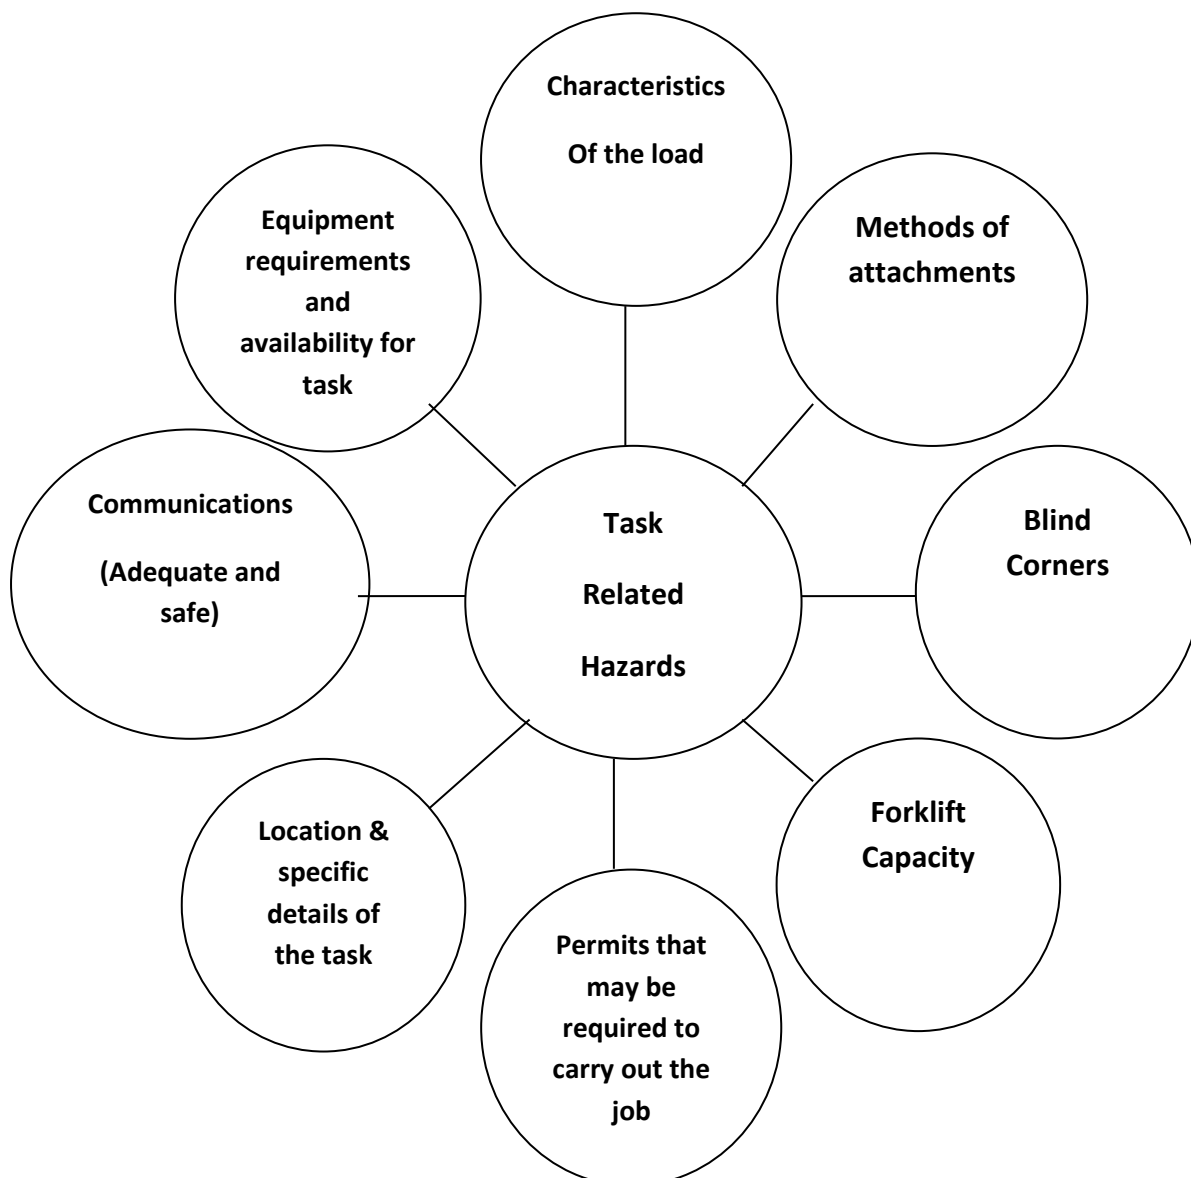 Characteristics
Of the load
Equipment
requirements
and
availability for
task
Methods of
attachments
Communications
(Adequate and
safe)
Task
Related
Hazards
Blind
Corners
Location &
specific
details of
the task
Forklift
Capacity
Permits that
may be
required to
carry out the
job